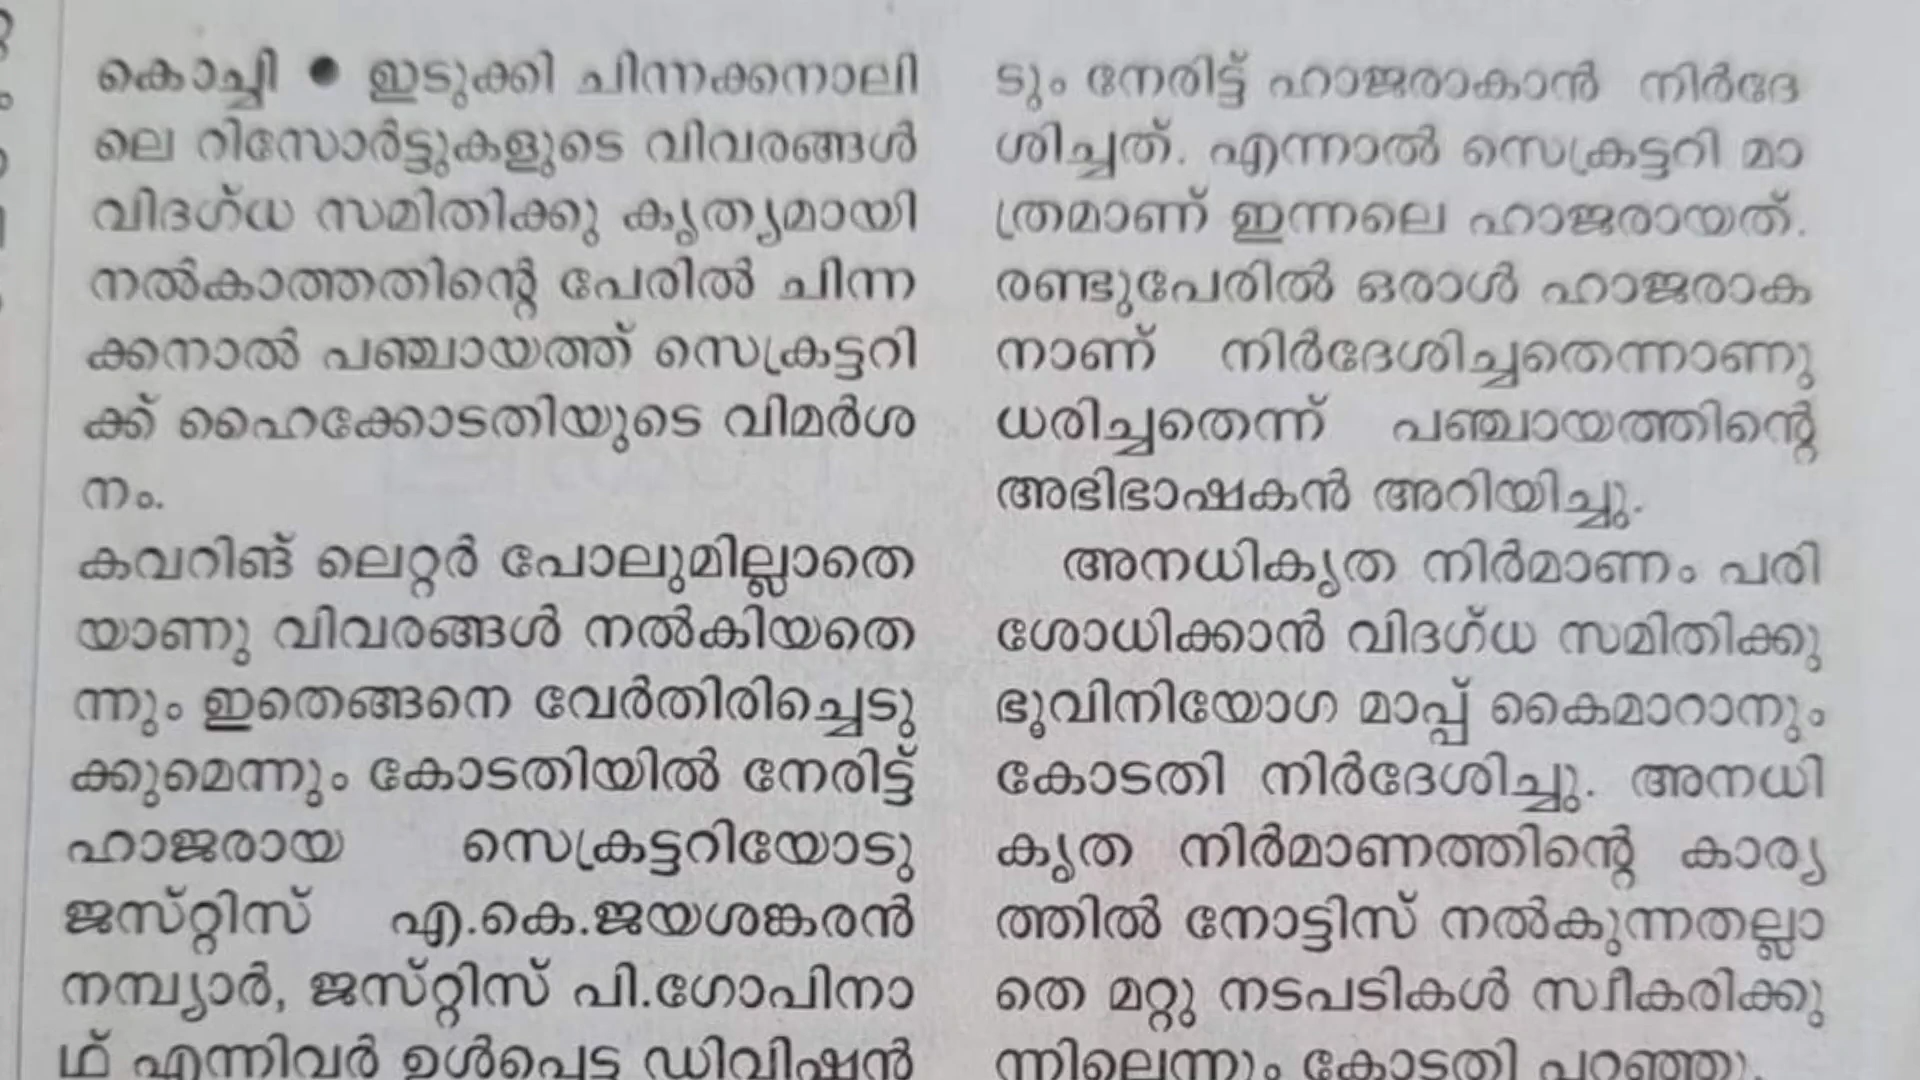 കൊച്ചി ● ഇടുക്കി ചിന്നക്കനാലി
ലെ റിസോർട്ടുകളുടെ വിവരങ്ങൾ
വിദഗ്ധ സമിതിക്കു കൃത്യമായി
നൽകാത്തതിന്റെ പേരിൽ ചിന്ന
ക്കനാൽ പഞ്ചായത്ത് സെക്രട്ടറി
ക്ക് ഹൈക്കോടതിയുടെ വിമർശ
നം.
കവറിങ് ലെറ്റർ പോലുമില്ലാതെ
യാണു വിവരങ്ങൾ നൽകിയതെ
ന്നും ഇതെങ്ങനെ വേർതിരിച്ചെടു
ക്കുമെന്നും കോടതിയിൽ നേരിട്ട്
ഹാജരായ സെക്രട്ടറിയോടു
ജസ്റ്റിസ് എ.കെ.ജയശങ്കരൻ
നമ്പ്യാർ, ജസ്റ്റിസ് പി.ഗോപിനാ
ഥ് എന്നിവർ ഉൾപെട്ട ഡിവിഷൻ
ടും നേരിട്ട് ഹാജരാകാൻ നിർദേ
ശിച്ചത്. എന്നാൽ സെക്രട്ടറി മാ
ത്രമാണ് ഇന്നലെ ഹാജരായത്.
രണ്ടുപേരിൽ ഒരാൾ ഹാജരാക
നാണ് നിർദേശിച്ചതെന്നാണു
ധരിച്ചതെന്ന് പഞ്ചായത്തിന്റെ
അഭിഭാഷകൻ അറിയിച്ചു.
അനധികൃത നിർമാണം പരി
ശോധിക്കാൻ വിദഗ്ധ സമിതിക്കു
ഭൂവിനിയോഗ മാപ്പ് കൈമാറാനും
കോടതി നിർദേശിച്ചു. അനധി
കൃത നിർമാണത്തിന്റെ കാര്യ
ത്തിൽ നോട്ടിസ് നൽകുന്നതല്ലാ
തെ മറ്റു നടപടികൾ സ്വീകരിക്കു
ന്നില്ലെന്നും കോടതി പറഞ്ഞു.